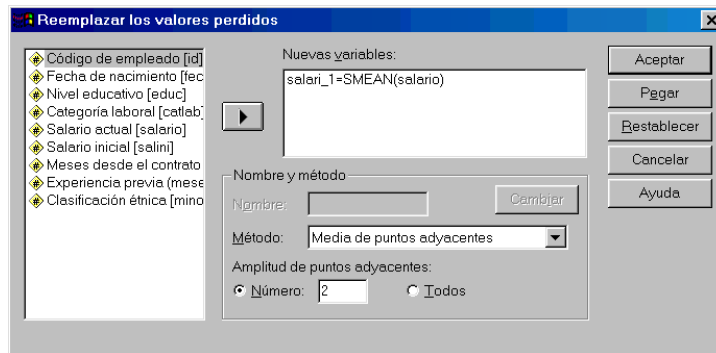 Reemplazar los valores perdidos
Código de empleado [id]
Fecha de nacimiento [fec
Nivel educativo [educ]
Categoría laboral [catlab]
Salario actual [salario]
Salario inicial [salini]
Meses desde el contrato
Experiencia previa (mese
Clasificación étnica [mino
Nuevas variables:
salari_1=SMEAN(salario)
Nombre y método
Nombre:
Cambiar
Método:
Media de puntos adyacentes
Amplitud de puntos adyacentes:
Número: 2
Todos
Aceptar
Pegar
Restablecer
Cancelar
Ayuda